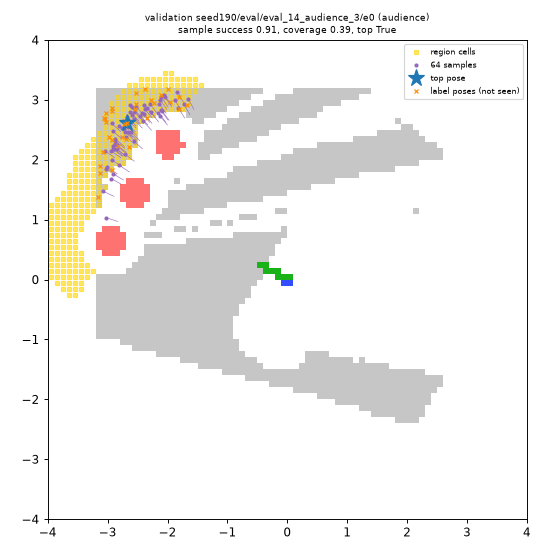 validation seed190/eval/eval_14_audience_3/e0 (audience)
sample success 0.91, coverage 0.39, top True
region cells
64 samples
top pose
label poses (not seen)
4
3
2
1
0
−1
−2
−3
−4
−4 −3 −2 −1 0 1 2 3 4